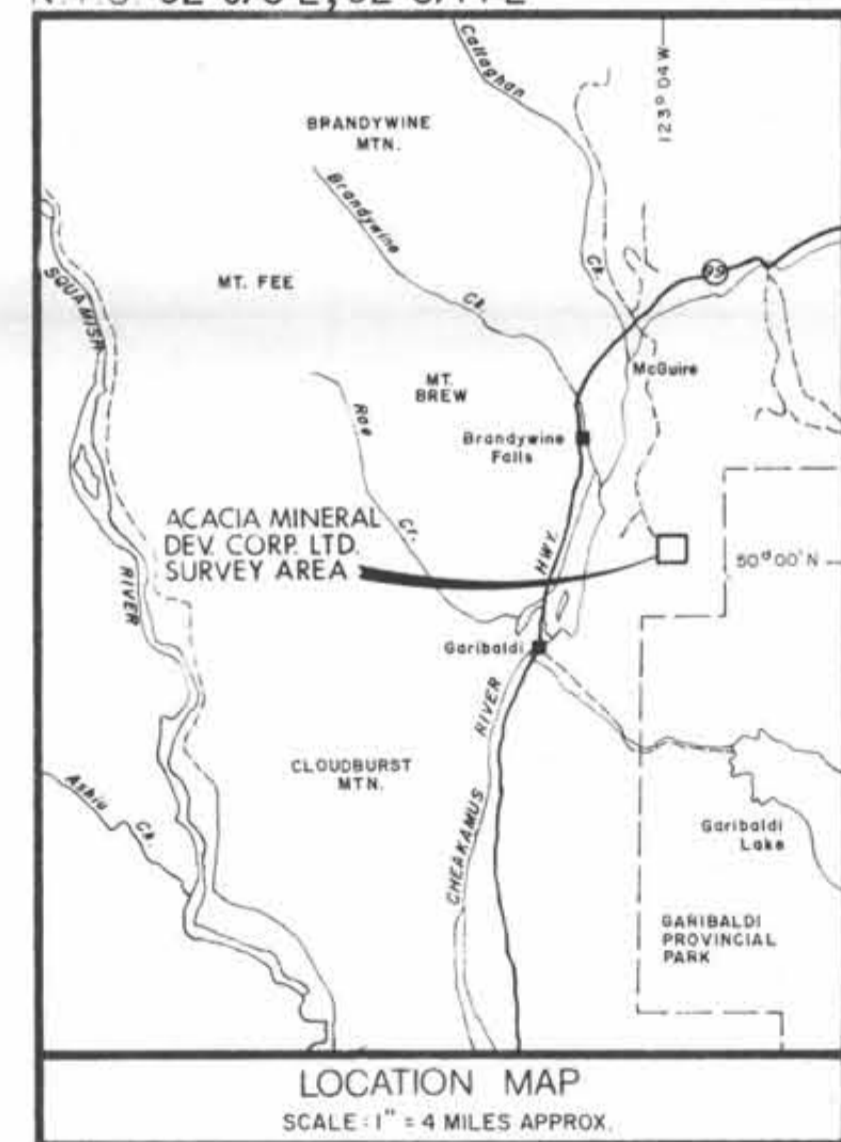 Callaghan
Ck.
123° 04' W
BRANDYWINE
MTN.
Brandywine
Ck.
99
SQUAMISH
RIVER
MT. FEE
McGuire
MT.
BREW
Roe
Cr.
Brandywine
Falls
ACACIA MINERAL
DEV. CORP. LTD.
SURVEY AREA
HWY.
50° 00' N
Garibaldi
CHEAKAMUS
RIVER
CLOUDBURST
MTN.
Ashlu
Ck.
Garibaldi
Lake
GARIBALDI
PROVINCIAL
PARK
LOCATION MAP
SCALE : 1" = 4 MILES APPROX.